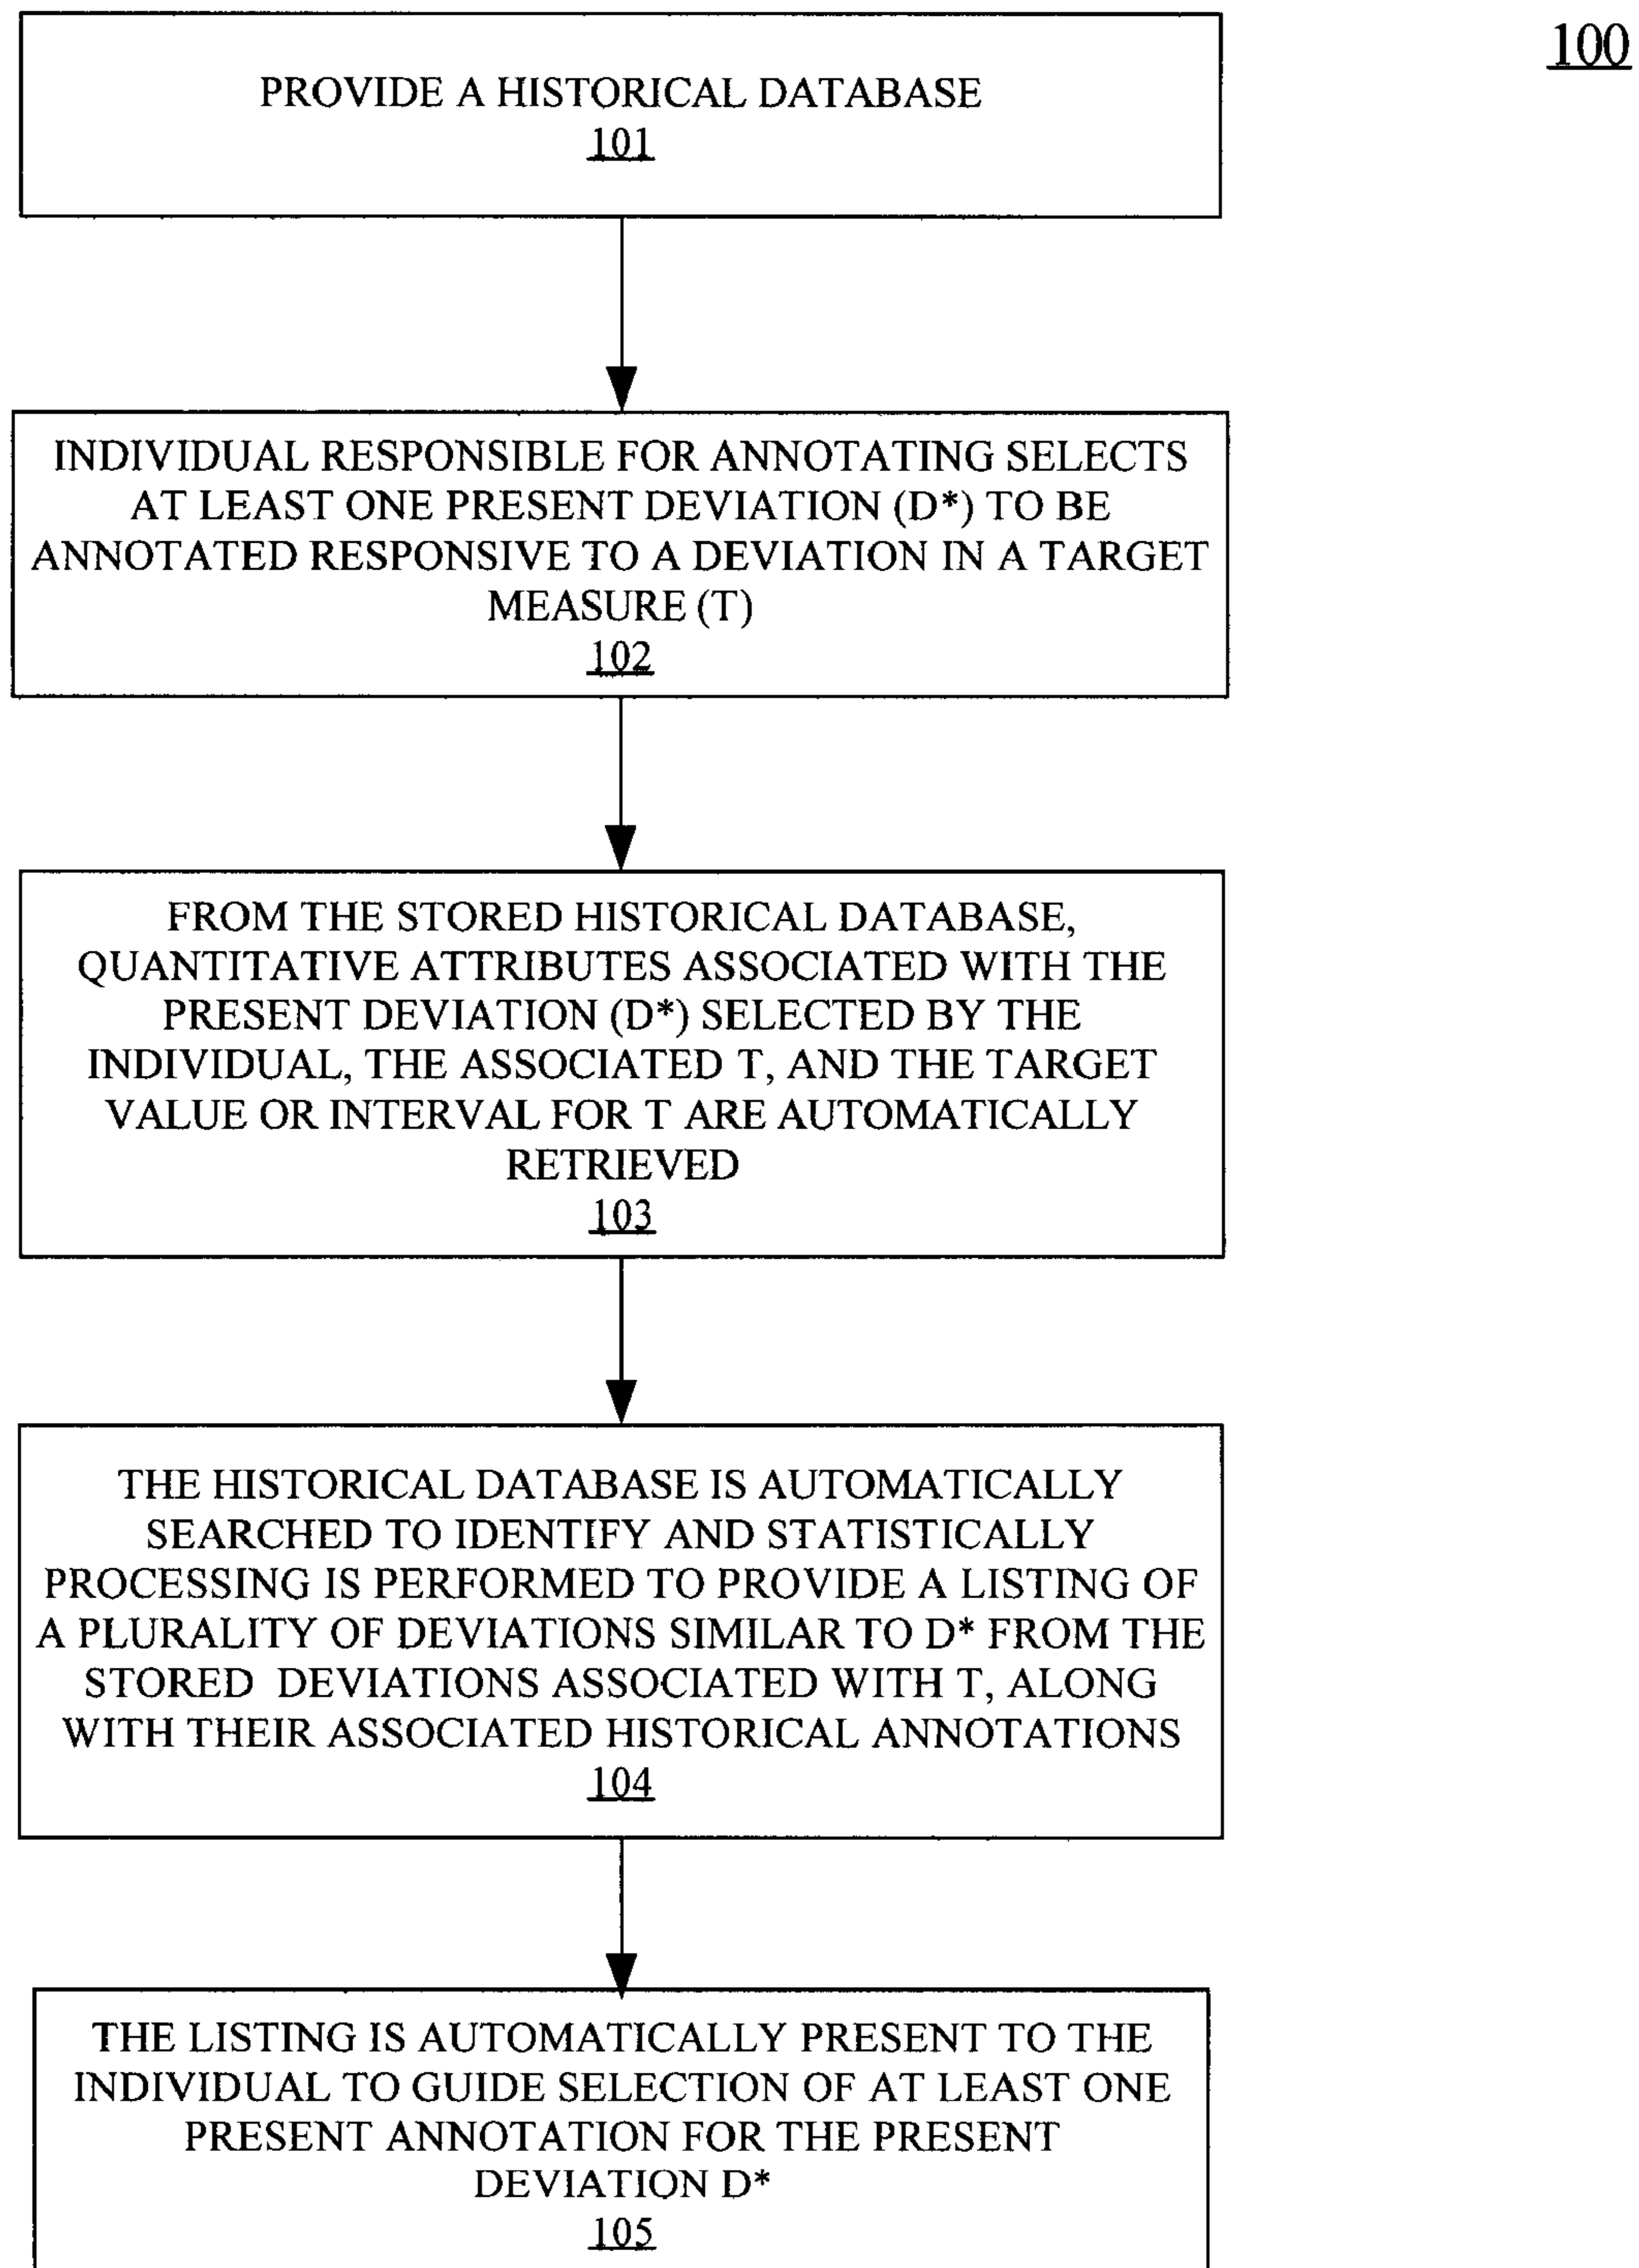 100
PROVIDE A HISTORICAL DATABASE
101
INDIVIDUAL RESPONSIBLE FOR ANNOTATING SELECTS
AT LEAST ONE PRESENT DEVIATION (D*) TO BE
ANNOTATED RESPONSIVE TO A DEVIATION IN A TARGET
MEASURE (T)
102
FROM THE STORED HISTORICAL DATABASE,
QUANTITATIVE ATTRIBUTES ASSOCIATED WITH THE
PRESENT DEVIATION (D*) SELECTED BY THE
INDIVIDUAL, THE ASSOCIATED T, AND THE TARGET
VALUE OR INTERVAL FOR T ARE AUTOMATICALLY
RETRIEVED
103
THE HISTORICAL DATABASE IS AUTOMATICALLY
SEARCHED TO IDENTIFY AND STATISTICALLY
PROCESSING IS PERFORMED TO PROVIDE A LISTING OF
A PLURALITY OF DEVIATIONS SIMILAR TO D* FROM THE
STORED DEVIATIONS ASSOCIATED WITH T, ALONG
WITH THEIR ASSOCIATED HISTORICAL ANNOTATIONS
104
THE LISTING IS AUTOMATICALLY PRESENT TO THE
INDIVIDUAL TO GUIDE SELECTION OF AT LEAST ONE
PRESENT ANNOTATION FOR THE PRESENT
DEVIATION D*
105